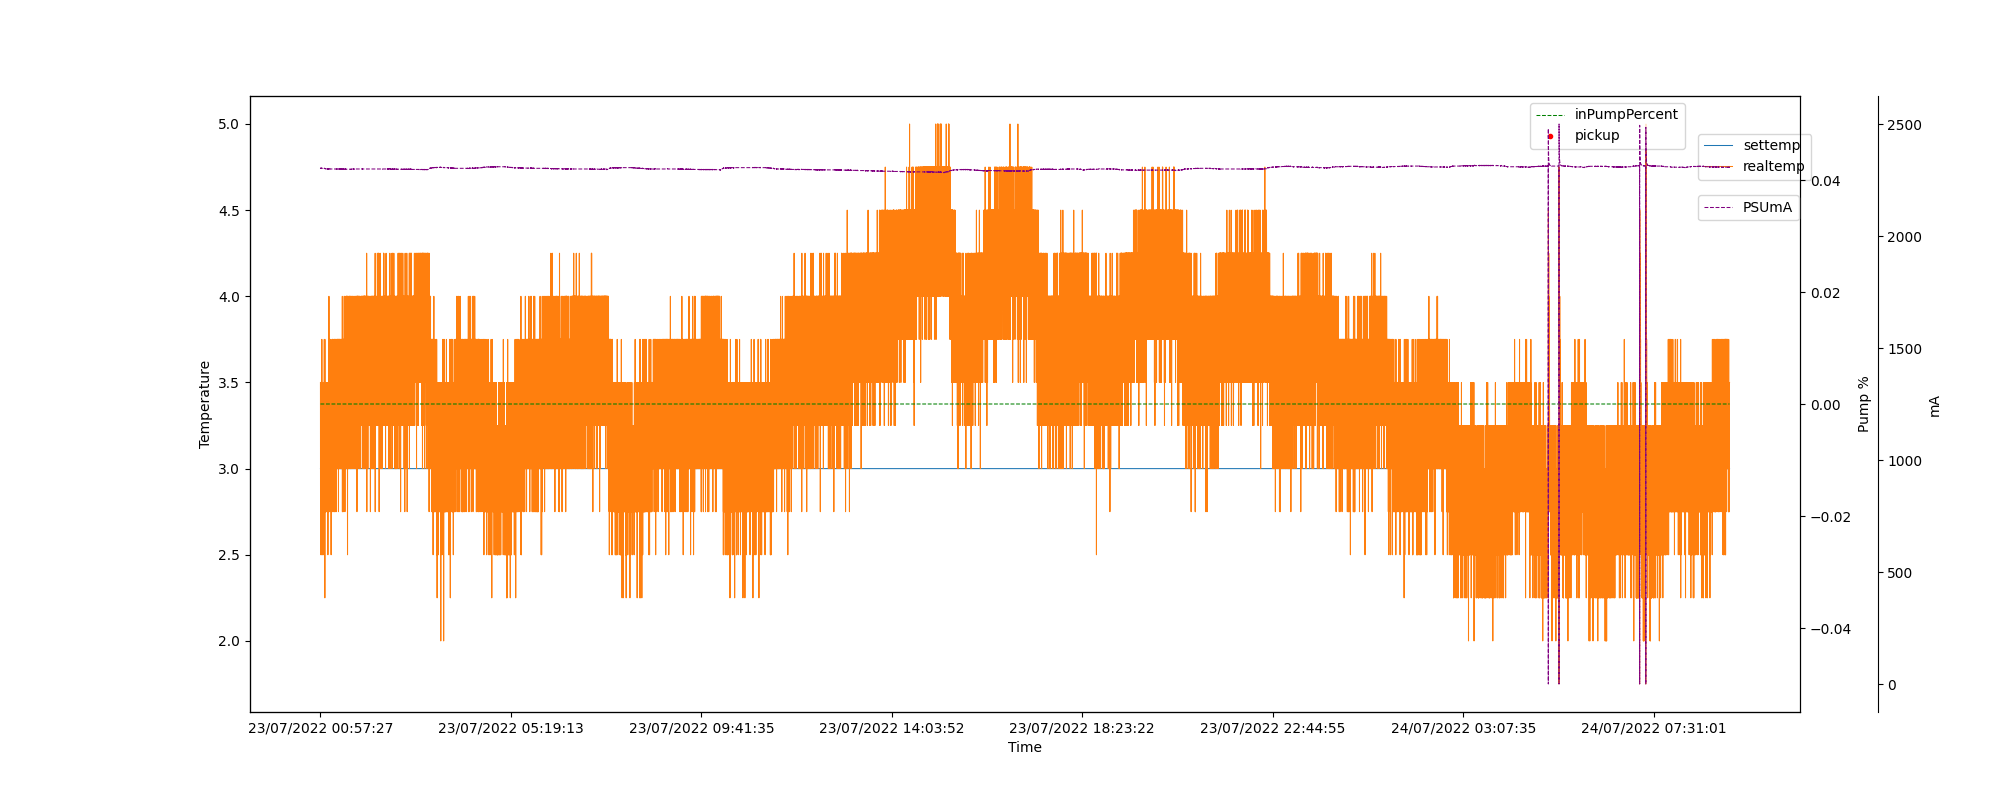 inPumpPercent
pickup
settemp
realtemp
PSUmA
Temperature
5.0
4.5
4.0
3.5
3.0
2.5
2.0
0.04
0.02
0.00
−0.02
−0.04
Pump %
2500
2000
1500
1000
500
0
mA
23/07/2022 00:57:27
23/07/2022 05:19:13
23/07/2022 09:41:35
23/07/2022 14:03:52
23/07/2022 18:23:22
23/07/2022 22:44:55
24/07/2022 03:07:35
24/07/2022 07:31:01
Time